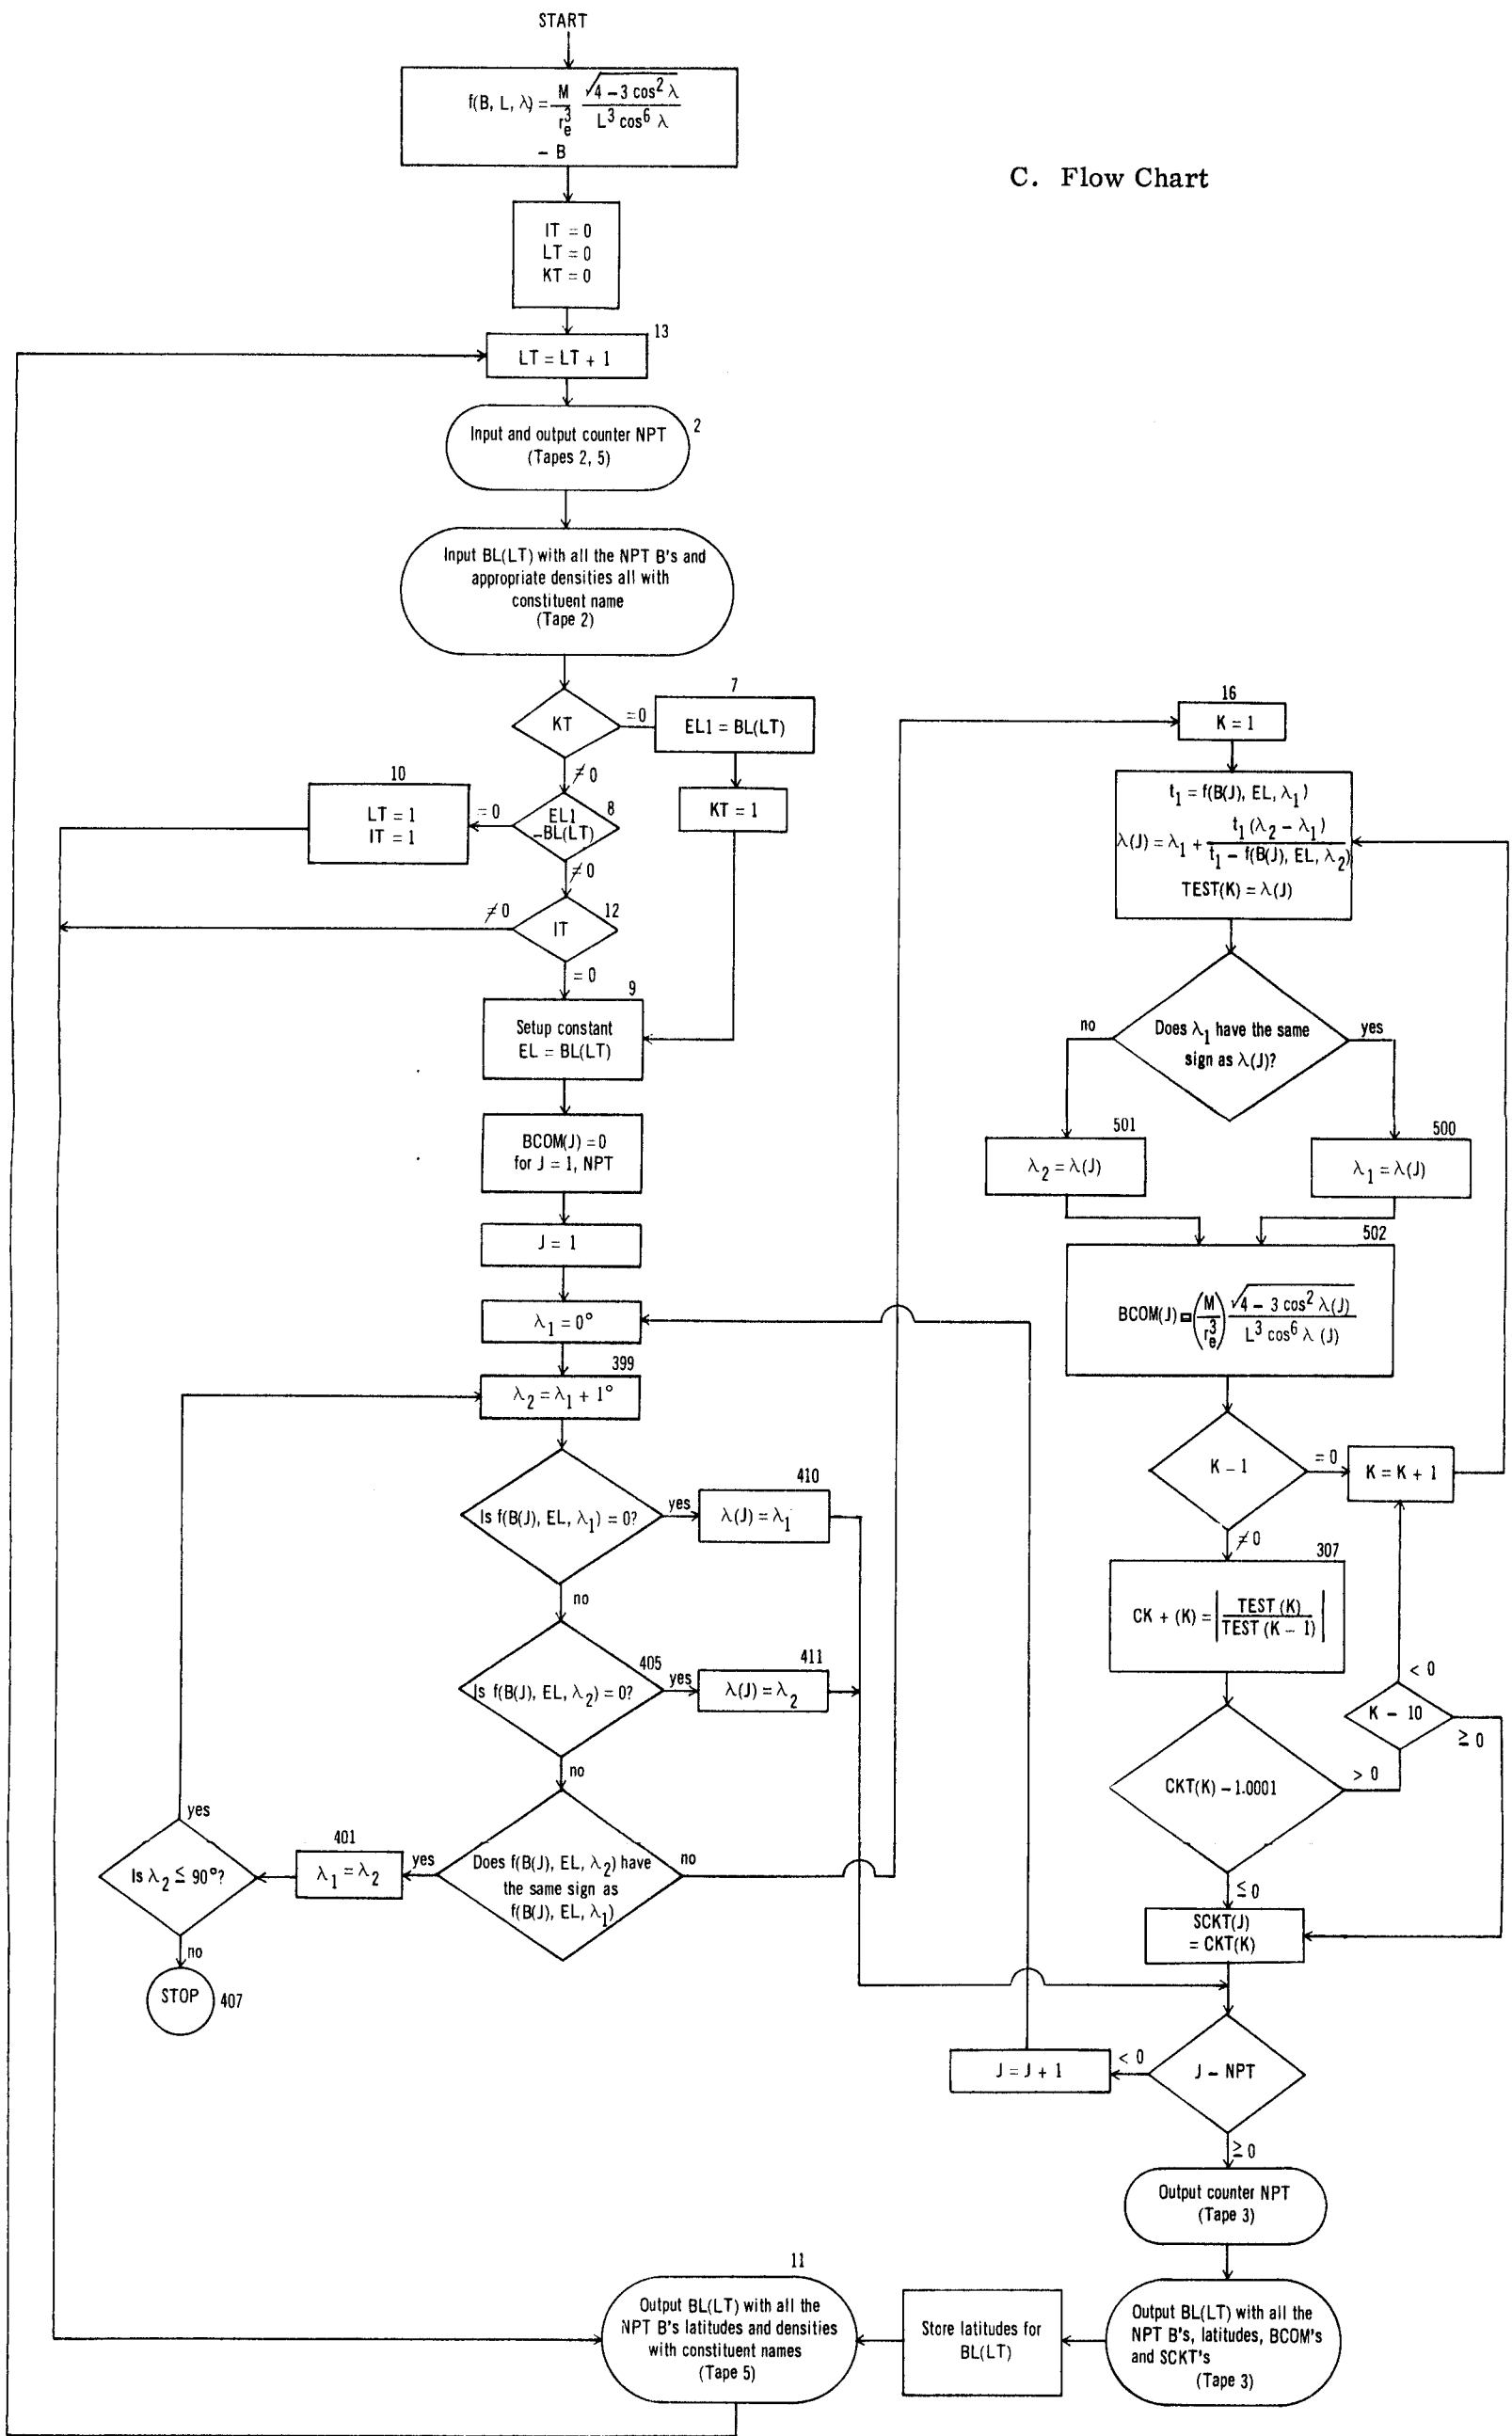 START
f(B, L, λ) = M/r_e^3 √(4 − 3 cos² λ)/(L³ cos⁶ λ)
− B
C. Flow Chart
IT = 0
LT = 0
KT = 0
13
LT = LT + 1
2
Input and output counter NPT
(Tapes 2, 5)
Input BL(LT) with all the NPT B's and
appropriate densities all with
constituent name
(Tape 2)
KT
=0
≠0
7
EL1 = BL(LT)
KT = 1
8
EL1
−BL(LT)
=0
≠0
10
LT = 1
IT = 1
12
IT
≠0
=0
9
Setup constant
EL = BL(LT)
BCOM(J) = 0
for J = 1, NPT
J = 1
λ₁ = 0°
399
λ₂ = λ₁ + 1°
Is f(B(J), EL, λ₁) = 0?
yes
no
410
λ(J) = λ₁
405
Is f(B(J), EL, λ₂) = 0?
yes
no
411
λ(J) = λ₂
Does f(B(J), EL, λ₂) have
the same sign as
f(B(J), EL, λ₁)
yes
no
401
λ₁ = λ₂
Is λ₂ ≤ 90°?
yes
no
STOP
407
16
K = 1
t₁ = f(B(J), EL, λ₁)
λ(J) = λ₁ + t₁(λ₂ − λ₁)/(t₁ − f(B(J), EL, λ₂))
TEST(K) = λ(J)
Does λ₁ have the same
sign as λ(J)?
no
yes
501
λ₂ = λ(J)
500
λ₁ = λ(J)
502
BCOM(J) = (M/r_e^3) √(4 − 3 cos² λ(J))/(L³ cos⁶ λ (J))
K − 1
=0
≠0
K = K + 1
307
CK + (K) = |TEST (K)/TEST (K − 1)|
CKT(K) − 1.0001
> 0
≤ 0
K − 10
< 0
≥ 0
SCKT(J)
= CKT(K)
J − NPT
< 0
≥ 0
J = J + 1
Output counter NPT
(Tape 3)
Output BL(LT) with all the
NPT B's, latitudes, BCOM's
and SCKT's
(Tape 3)
Store latitudes for
BL(LT)
11
Output BL(LT) with all the
NPT B's latitudes and densities
with constituent names
(Tape 5)